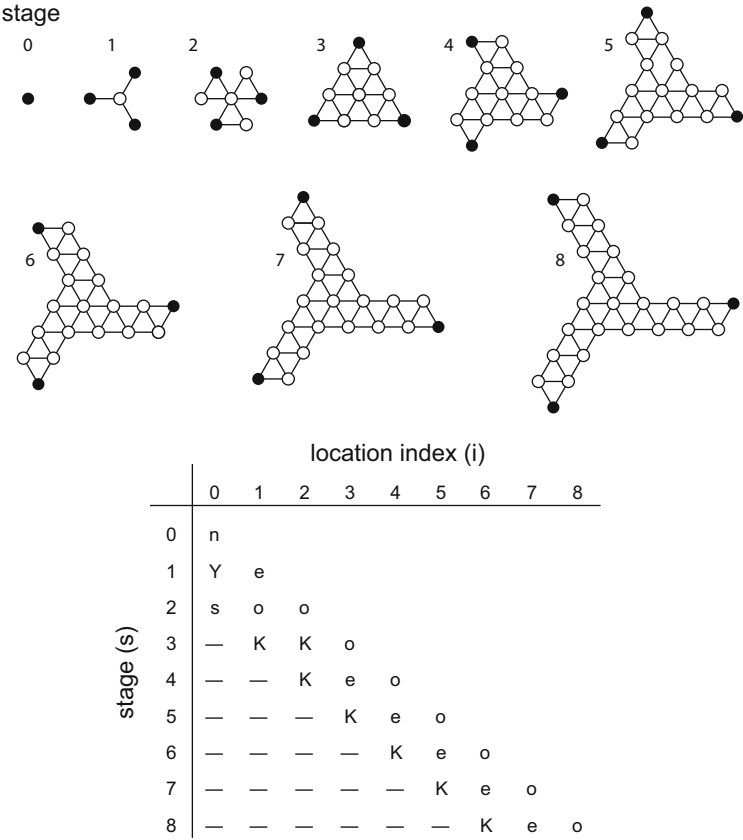 stage
0 1 2 3 4 5
6 7 8
location index (i)
0 1 2 3 4 5 6 7 8
stage (s)
0 n
1 Y e
2 s o o
3 — K K o
4 — — K e o
5 — — — K e o
6 — — — — K e o
7 — — — — — K e o
8 — — — — — — K e o